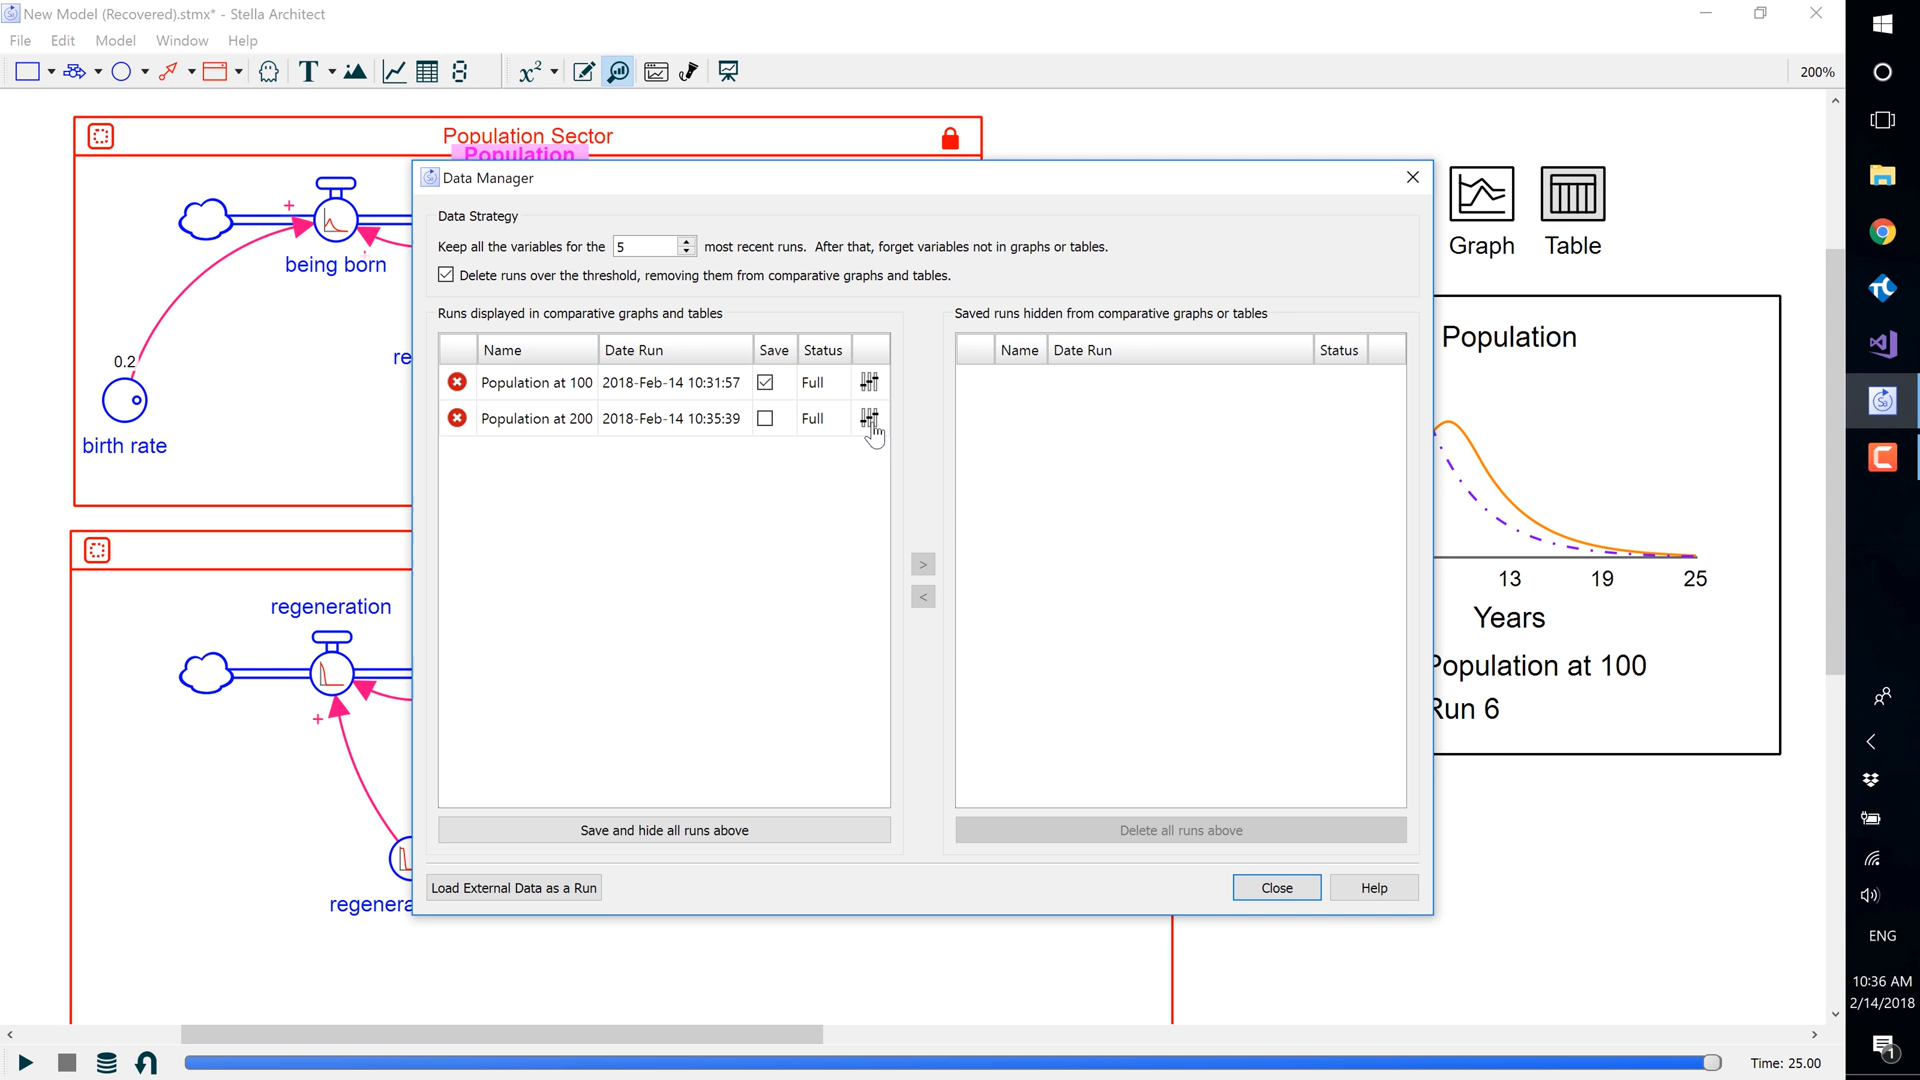 New Model (Recovered).stmx* - Stella Architect
File Edit Model Window Help
T
x²
200%
Population Sector
Population
being born
0.2
birth rate
re
+
Data Manager
Data Strategy
Keep all the variables for the 5 most recent runs. After that, forget variables not in graphs or tables.
Delete runs over the threshold, removing them from comparative graphs and tables.
Runs displayed in comparative graphs and tables
Name Date Run Save Status
Population at 100 2018-Feb-14 10:31:57 Full
Population at 200 2018-Feb-14 10:35:39 Full
Save and hide all runs above
>
<
Saved runs hidden from comparative graphs or tables
Name Date Run Status
Delete all runs above
Load External Data as a Run
Close
Help
Graph
Table
Population
13 19 25
Years
Population at 100
Run 6
regeneration
+
regenera
Time: 25.00
ENG
10:36 AM
2/14/2018
1